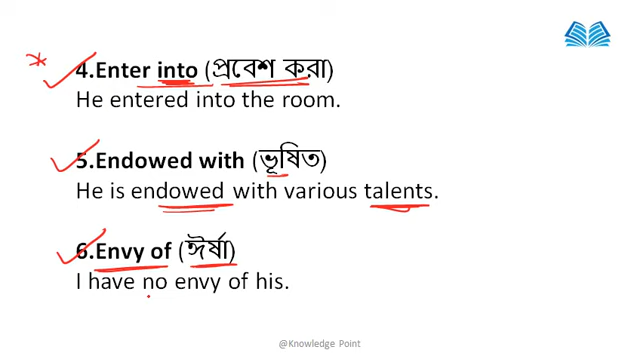 4.Enter into (প্রবেশ করা)
He entered into the room.
5.Endowed with (ভূষিত)
He is endowed with various talents.
6.Envy of (ঈর্ষা)
I have no envy of his.
@Knowledge Point